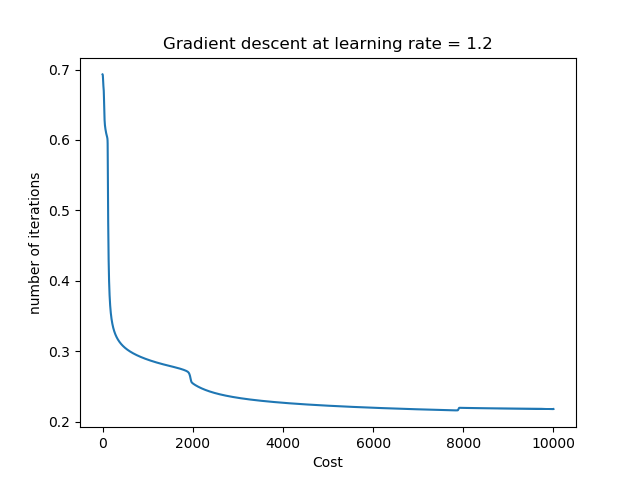 Gradient descent at learning rate = 1.2
0.7
0.6
0.5
0.4
0.3
0.2
number of iterations
0 2000 4000 6000 8000 10000
Cost